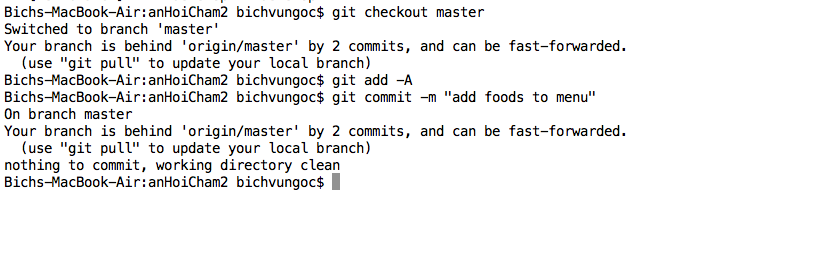 Bichs-MacBook-Air:anHoiCham2 bichvungoc$ git checkout master
Switched to branch 'master'
Your branch is behind 'origin/master' by 2 commits, and can be fast-forwarded.
  (use "git pull" to update your local branch)
Bichs-MacBook-Air:anHoiCham2 bichvungoc$ git add -A
Bichs-MacBook-Air:anHoiCham2 bichvungoc$ git commit -m "add foods to menu"
On branch master
Your branch is behind 'origin/master' by 2 commits, and can be fast-forwarded.
  (use "git pull" to update your local branch)
nothing to commit, working directory clean
Bichs-MacBook-Air:anHoiCham2 bichvungoc$